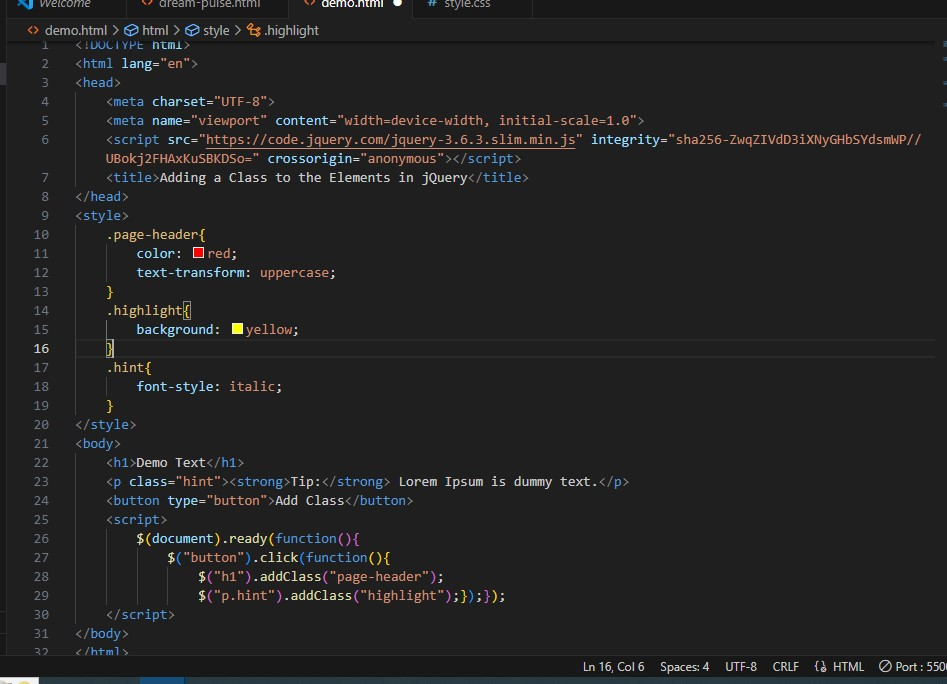 Welcome dream-pulse.html demo.html # style.css
demo.html > html > style > .highlight
1 <!DOCTYPE html>
2 <html lang="en">
3 <head>
4 <meta charset="UTF-8">
5 <meta name="viewport" content="width=device-width, initial-scale=1.0">
6 <script src="https://code.jquery.com/jquery-3.6.3.slim.min.js" integrity="sha256-ZwqZIVdD3iXNyGHbSYdsmWP//
UBokj2FHAxKuSBKDSo=" crossorigin="anonymous"></script>
7 <title>Adding a Class to the Elements in jQuery</title>
8 </head>
9 <style>
10 .page-header{
11 color: red;
12 text-transform: uppercase;
13 }
14 .highlight{
15 background: yellow;
16 }
17 .hint{
18 font-style: italic;
19 }
20 </style>
21 <body>
22 <h1>Demo Text</h1>
23 <p class="hint"><strong>Tip:</strong> Lorem Ipsum is dummy text.</p>
24 <button type="button">Add Class</button>
25 <script>
26 $(document).ready(function(){
27 $("button").click(function(){
28 $("h1").addClass("page-header");
29 $("p.hint").addClass("highlight");});});
30 </script>
31 </body>
32 </html>
Ln 16, Col 6 Spaces: 4 UTF-8 CRLF HTML Port : 5500